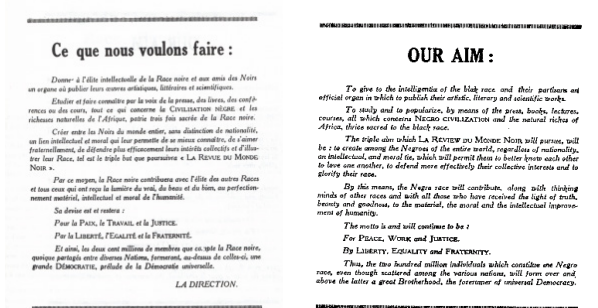 Ce que nous voulons faire :
Donner à l'élite intellectuelle de la Race noire et aux amis des Noirs
un organe où publier leurs œuvres artistiques, littéraires et scientifiques.
Etudier et faire connaître par la voix de la presse, des livres, des confé-
rences ou des cours, tout ce qui concerne la CIVILISATION NÈGRE et les
richesses naturelles de l'Afrique, patrie trois fois sacrée de la Race noire.
Créer entre les Noirs du monde entier, sans distinction de nationalité,
un lien intellectuel et moral qui leur permette de se mieux connaître, de s'aimer
fraternellement, de défendre plus efficacement leurs intérêts collectifs et d'illus-
trer leur Race, tel est le triple but que poursuivra « LA REVUE DU MONDE
NOIR ».
Par ce moyen, la Race noire contribuera avec l'élite des autres Races
et tous ceux qui ont reçu la lumière du vrai, du beau et du bien, au perfection-
nement matériel, intellectuel et moral de l'humanité.
Sa devise est et restera :
Pour la PAIX, le TRAVAIL et la JUSTICE.
Par la LIBERTÉ, l'EGALITÉ et la FRATERNITÉ.
Et ainsi, les deux cent millions de membres que compte la Race noire,
quoique partagés entre diverses Nations, formeront, au-dessus de celles-ci, une
grande DÉMOCRATIE, prélude de la Démocratie universelle.
LA DIRECTION.
OUR AIM :
To give to the intelligentia of the blak race and their partisans an
official organ in which to publish their artistic, literary and scientific works.
To study and to popularize, by means of the press, books, lectures,
courses, all which concerns NEGRO CIVILIZATION and the natural riches of
Africa, thrice sacred to the black race.
The triple aim which LA REVIEW DU MONDE NOIR will pursue, will
be : to create among the Negroes of the entire world, regardless of nationality,
an intellectual, and moral tie, which will permit them to better know each other
to love one another, to defend more effectively their collective interests and to
glorify their race.
By this means, the Negro race will contribute, along with thinking
minds of other races and with all those who have received the light of truth,
beauty and goodness, to the material, the moral and the intellectual improve-
ment of humanity.
The motto is and will continue to be :
For PEACE, WORK and JUSTICE.
By LIBERTY, EQUALITY and FRATERNITY.
Thus, the two hundred million individuals which constitute the Negro
race, even though scattered among the various nations, will form over and
above the latter a great Brotherhood, the forerunner of universal Democracy.